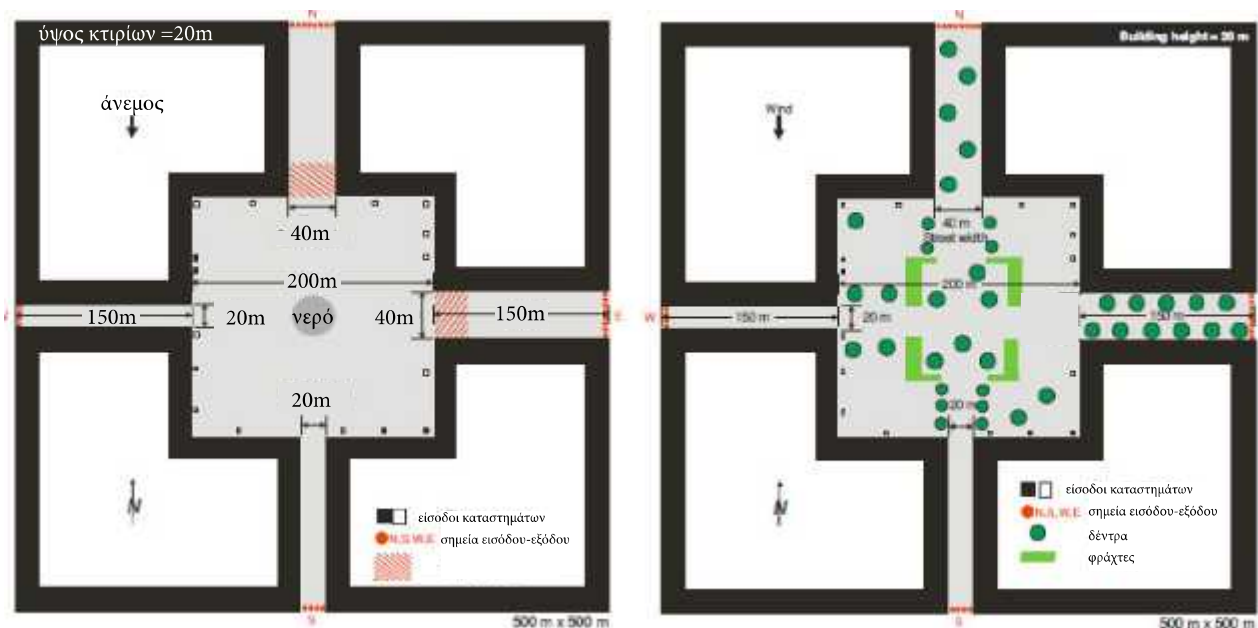 N
ύψος κτιρίων =20m
άνεμος
40m
200m
νερό
150m
20m
40m
150m
E
20m
N
είσοδοι καταστημάτων
N,S,W,E σημεία εισόδου-εξόδου
S
500 m x 500 m
N
Building height = 20 m
Wind
40 m
Street width
200 m
W
150 m
20 m
150 m
20 m
N
είσοδοι καταστημάτων
N,S,W,E σημεία εισόδου-εξόδου
δέντρα
φράχτες
S
500 m x 500 m